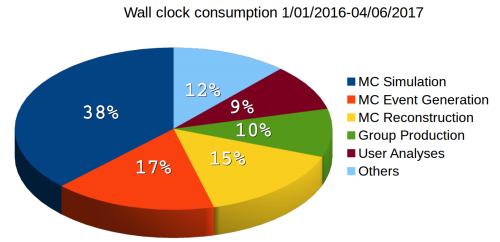 Wall clock consumption 1/01/2016-04/06/2017
12%
38%
9%
10%
15%
17%
MC Simulation
MC Event Generation
MC Reconstruction
Group Production
User Analyses
Others